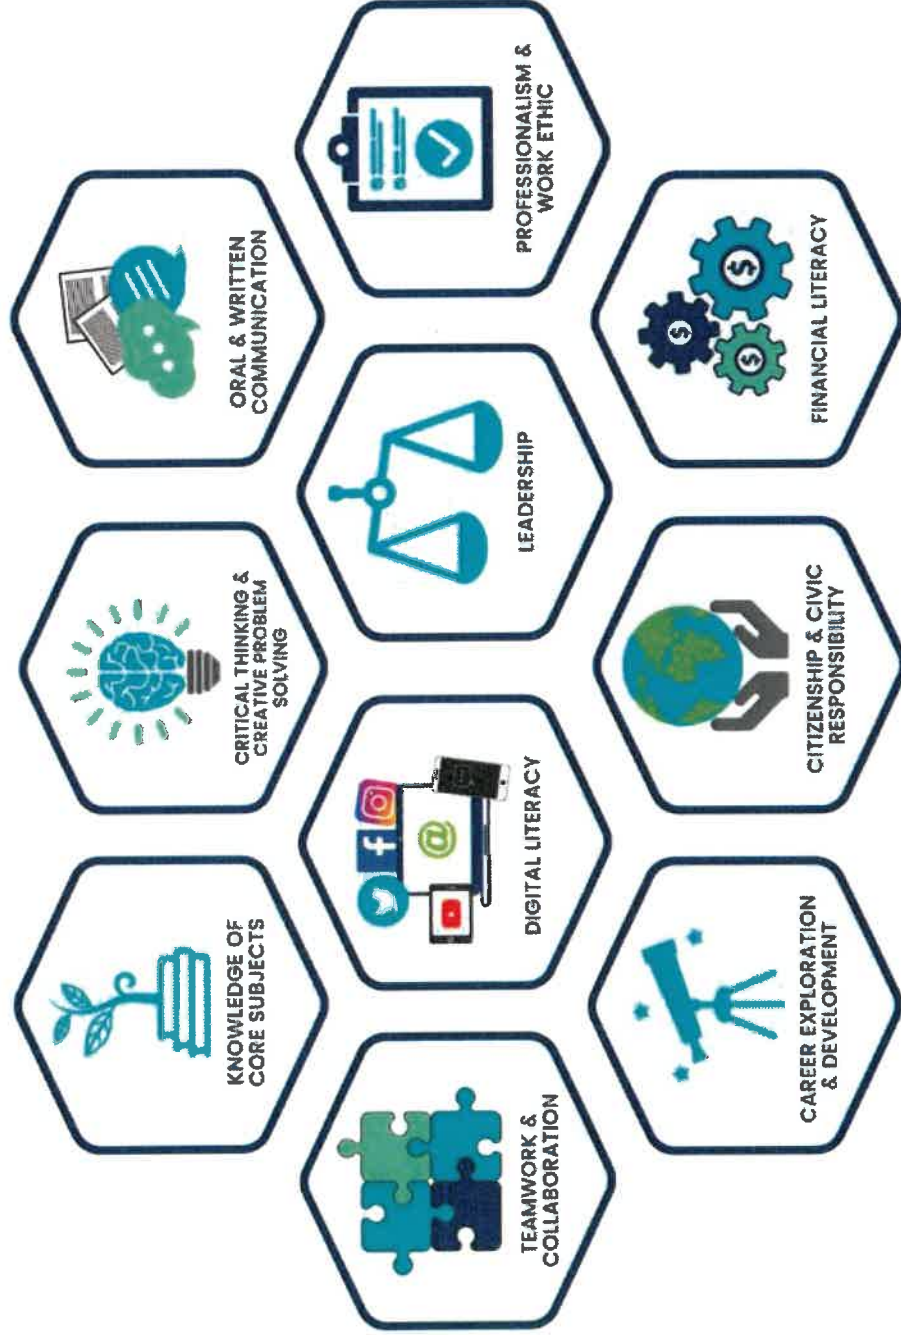 KNOWLEDGE OF
CORE SUBJECTS
CRITICAL THINKING &
CREATIVE PROBLEM
SOLVING
ORAL & WRITTEN
COMMUNICATION
TEAMWORK &
COLLABORATION
@
f
DIGITAL LITERACY
LEADERSHIP
PROFESSIONALISM &
WORK ETHIC
CAREER EXPLORATION
& DEVELOPMENT
CITIZENSHIP & CIVIC
RESPONSIBILITY
$
$
$
FINANCIAL LITERACY